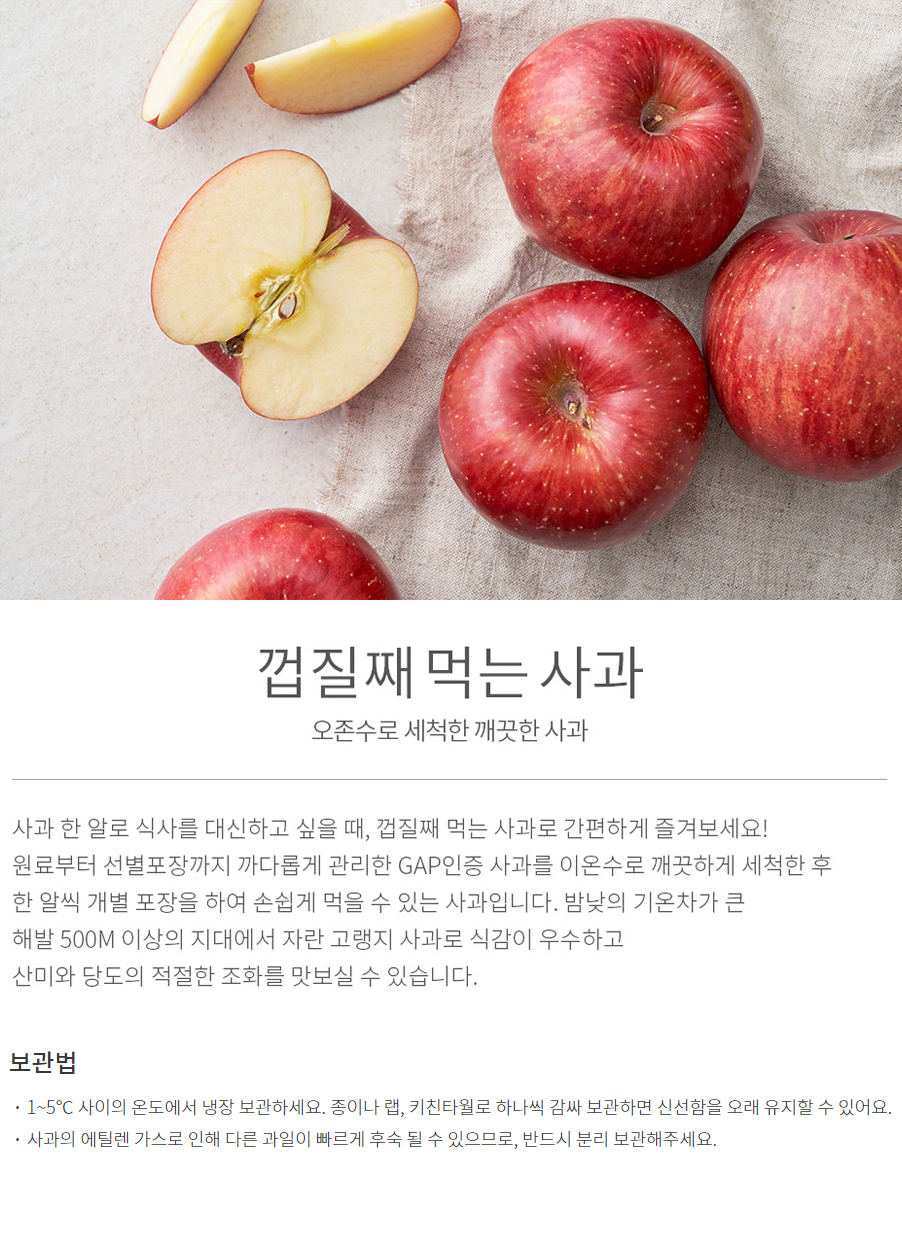 껍질째 먹는 사과
오존수로 세척한 깨끗한 사과
사과 한 알로 식사를 대신하고 싶을 때, 껍질째 먹는 사과로 간편하게 즐겨보세요!
원료부터 선별포장까지 까다롭게 관리한 GAP인증 사과를 이온수로 깨끗하게 세척한 후
한 알씩 개별 포장을 하여 손쉽게 먹을 수 있는 사과입니다. 밤낮의 기온차가 큰
해발 500M 이상의 지대에서 자란 고랭지 사과로 식감이 우수하고
산미와 당도의 적절한 조화를 맛보실 수 있습니다.
보관법
· 1~5℃ 사이의 온도에서 냉장 보관하세요. 종이나 랩, 키친타월로 하나씩 감싸 보관하면 신선함을 오래 유지할 수 있어요.
· 사과의 에틸렌 가스로 인해 다른 과일이 빠르게 후숙 될 수 있으므로, 반드시 분리 보관해주세요.